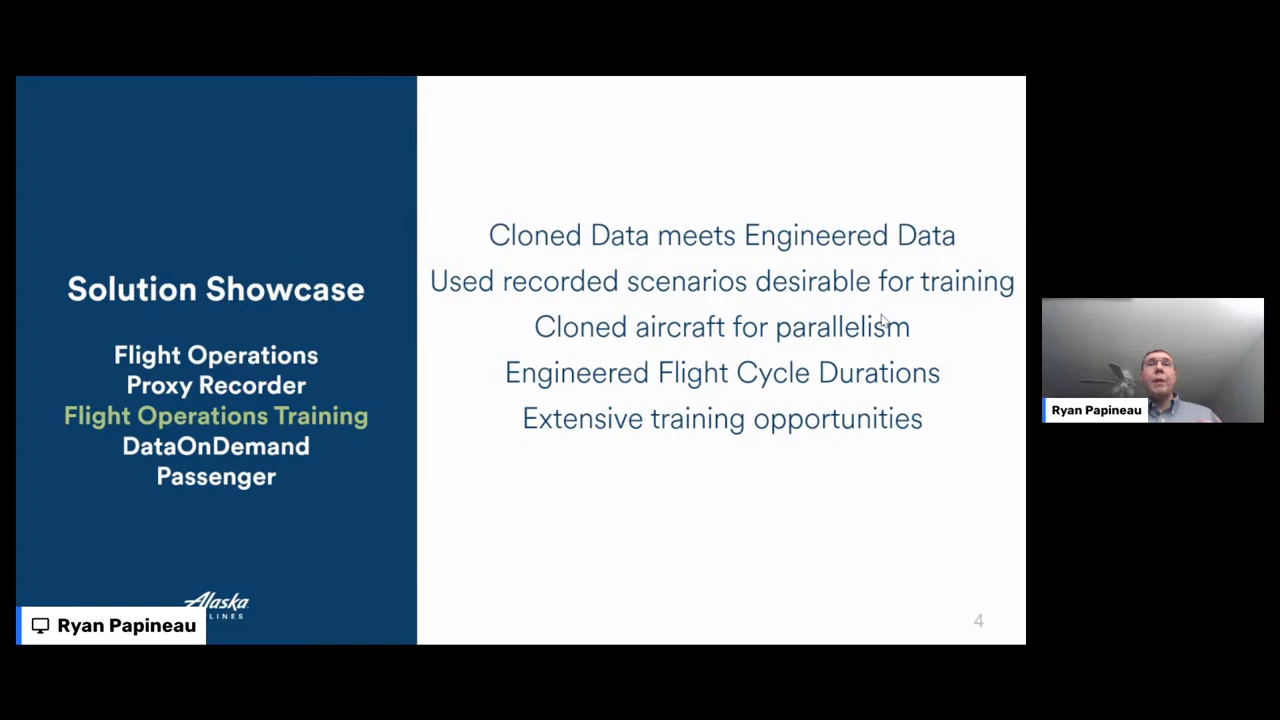 Solution Showcase
Flight Operations
Proxy Recorder
Flight Operations Training
DataOnDemand
Passenger
Alaska
LINES
Ryan Papineau
Cloned Data meets Engineered Data
Used recorded scenarios desirable for training
Cloned aircraft for parallelism
Engineered Flight Cycle Durations
Extensive training opportunities
4
Ryan Papineau